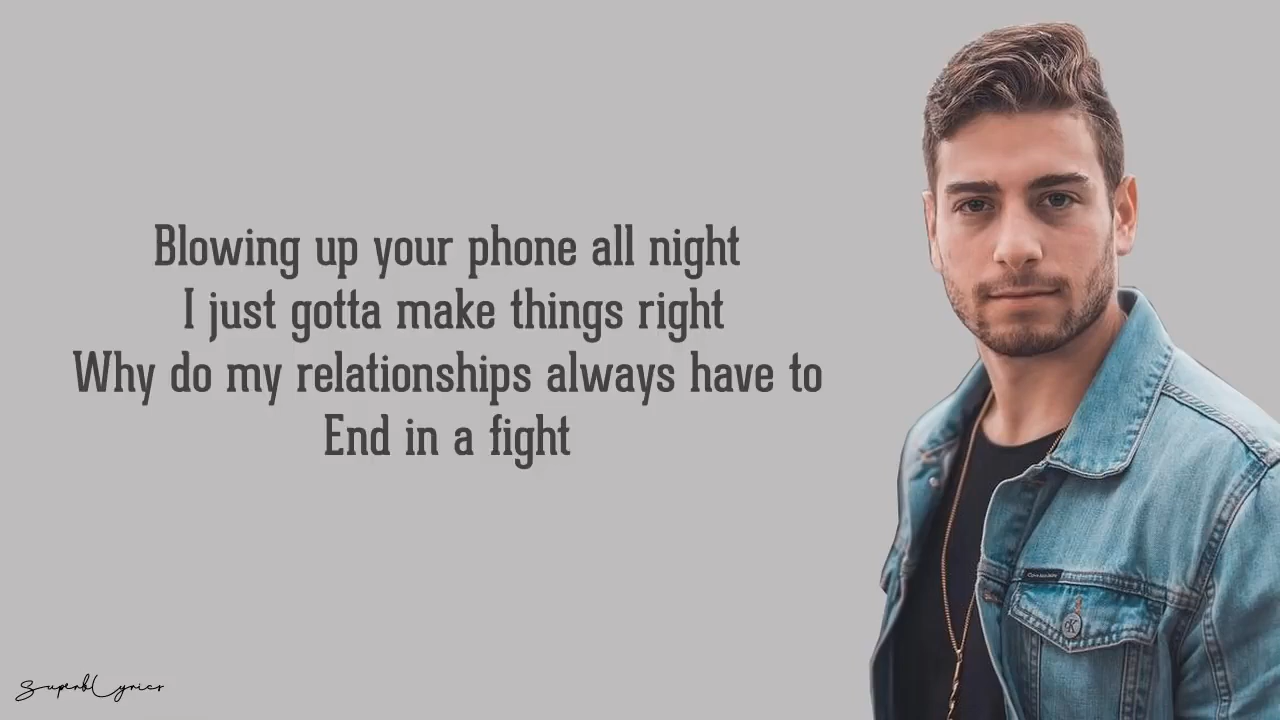 Blowing up your phone all night
I just gotta make things right
Why do my relationships always have to
End in a fight
SuperbLyrics
CK